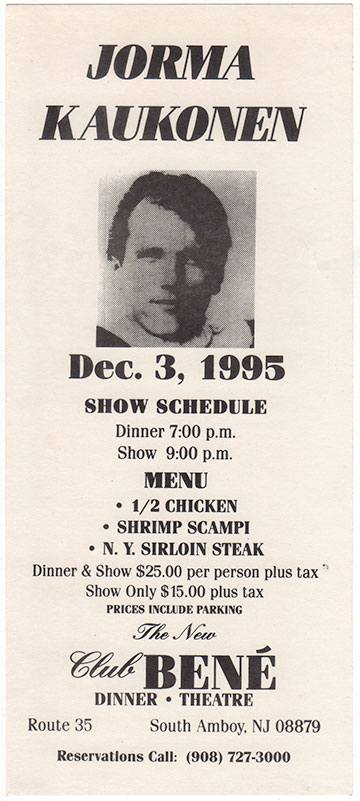 JORMA
KAUKONEN
Dec. 3, 1995
SHOW SCHEDULE
Dinner 7:00 p.m.
Show 9:00 p.m.
MENU
• 1/2 CHICKEN
• SHRIMP SCAMPI
• N. Y. SIRLOIN STEAK
Dinner & Show $25.00 per person plus tax
Show Only $15.00 plus tax
PRICES INCLUDE PARKING
The New
Club BENÉ
DINNER • THEATRE
Route 35 South Amboy, NJ 08879
Reservations Call: (908) 727-3000